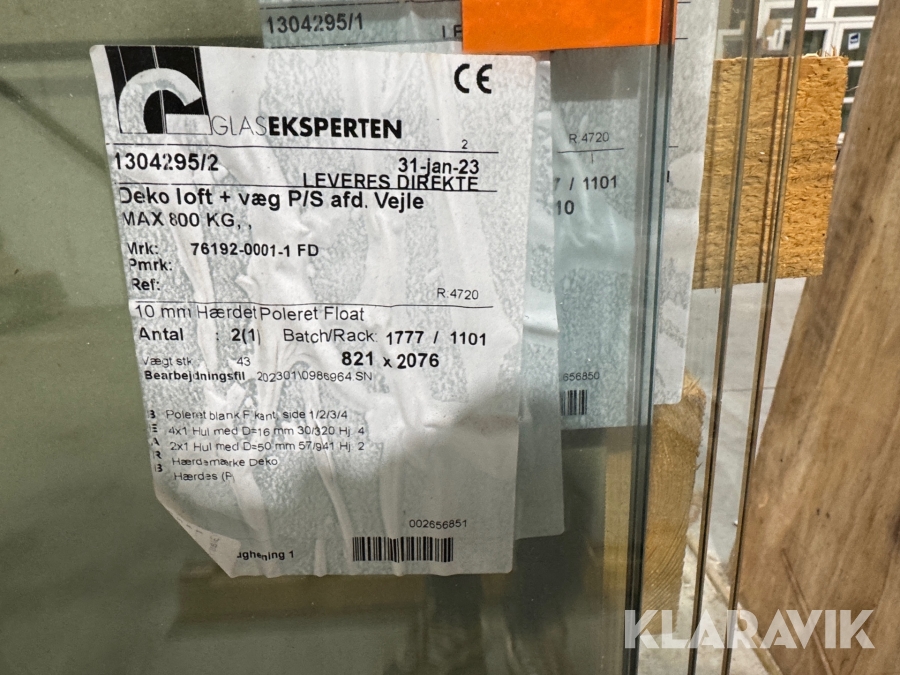 1304295/1
CE
GLASEKSPERTEN
2
1304295/2 31-jan-23
LEVERES DIREKTE
Deko loft + væg P/S afd. Vejle
MAX 800 KG, ,
Mrk: 76192-0001-1 FD
Pmrk:
Ref:
R.4720
10 mm Hærdet Poleret Float
Antal : 2(1) Batch/Rack: 1777 / 1101
821 x 2076
Vægt stk 43
Bearbejdningsfil 202301\0986964.SN
Poleret blank F.kant, side 1/2/3/4
4x1 Hul med D=16 mm 30/320 Hj. 4
2x1 Hul med D=50 mm 57/941 Hj. 2
Hærdemærke Deko
Hærdes (P
002656851
R.4720
7 / 1101
10
656850
KLARAVIK